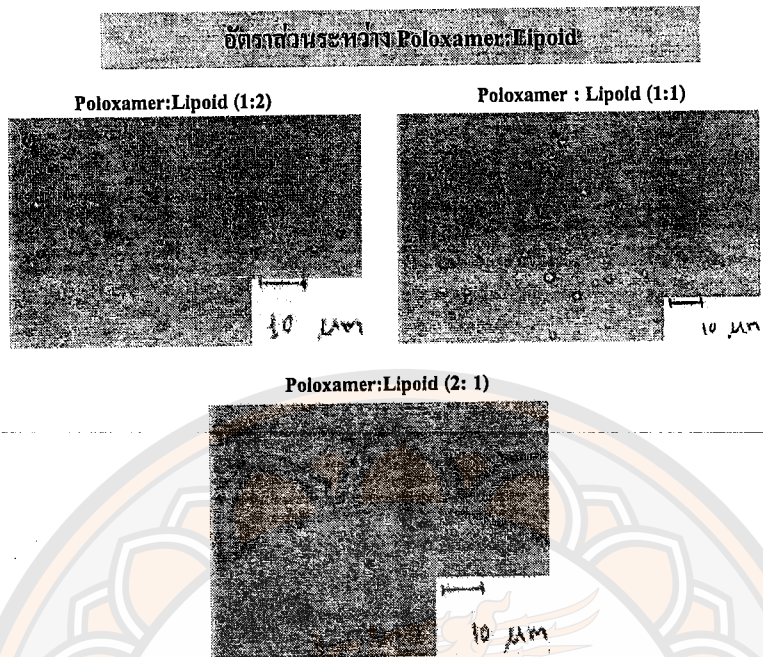 อัตราส่วนระหว่าง Poloxamer:Lipoid
Poloxamer:Lipoid (1:2)
Poloxamer : Lipoid (1:1)
10 μm
10 μm
Poloxamer:Lipoid (2: 1)
10 μm